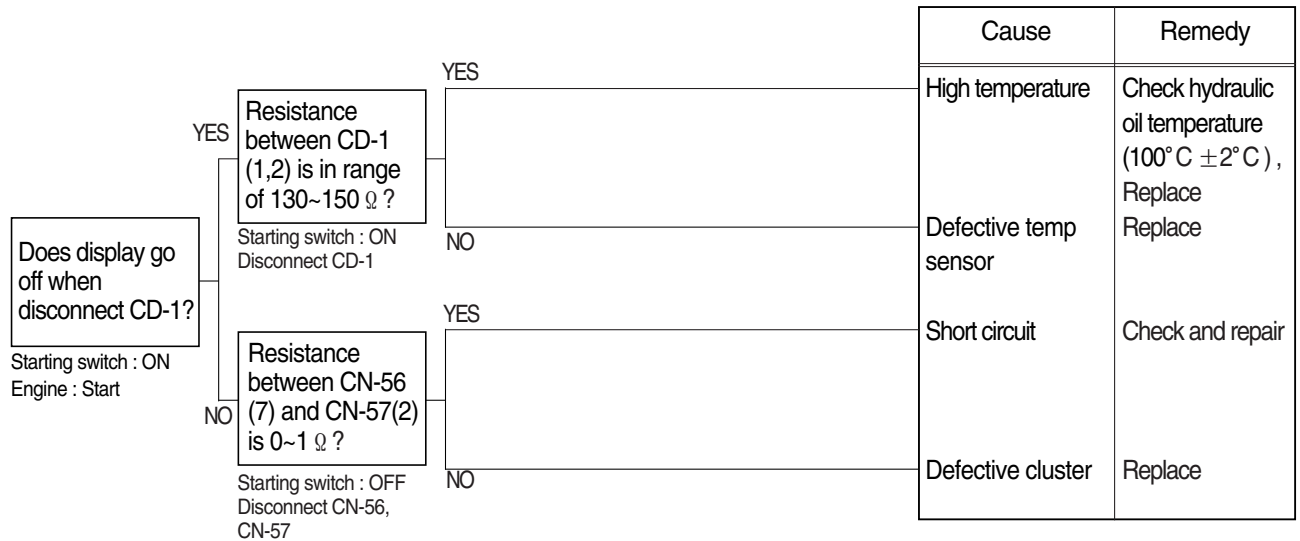 Cause
Remedy
YES
High temperature
Check hydraulic
oil temperature
(100°C ±2°C) ,
Replace
YES
Resistance
between CD-1
(1,2) is in range
of 130~150 Ω ?
Starting switch : ON
Disconnect CD-1
NO
Defective temp
sensor
Replace
Does display go
off when
disconnect CD-1?
Starting switch : ON
Engine : Start
YES
Short circuit
Check and repair
NO
Resistance
between CN-56
(7) and CN-57(2)
is 0~1 Ω ?
Starting switch : OFF
Disconnect CN-56,
CN-57
NO
Defective cluster
Replace